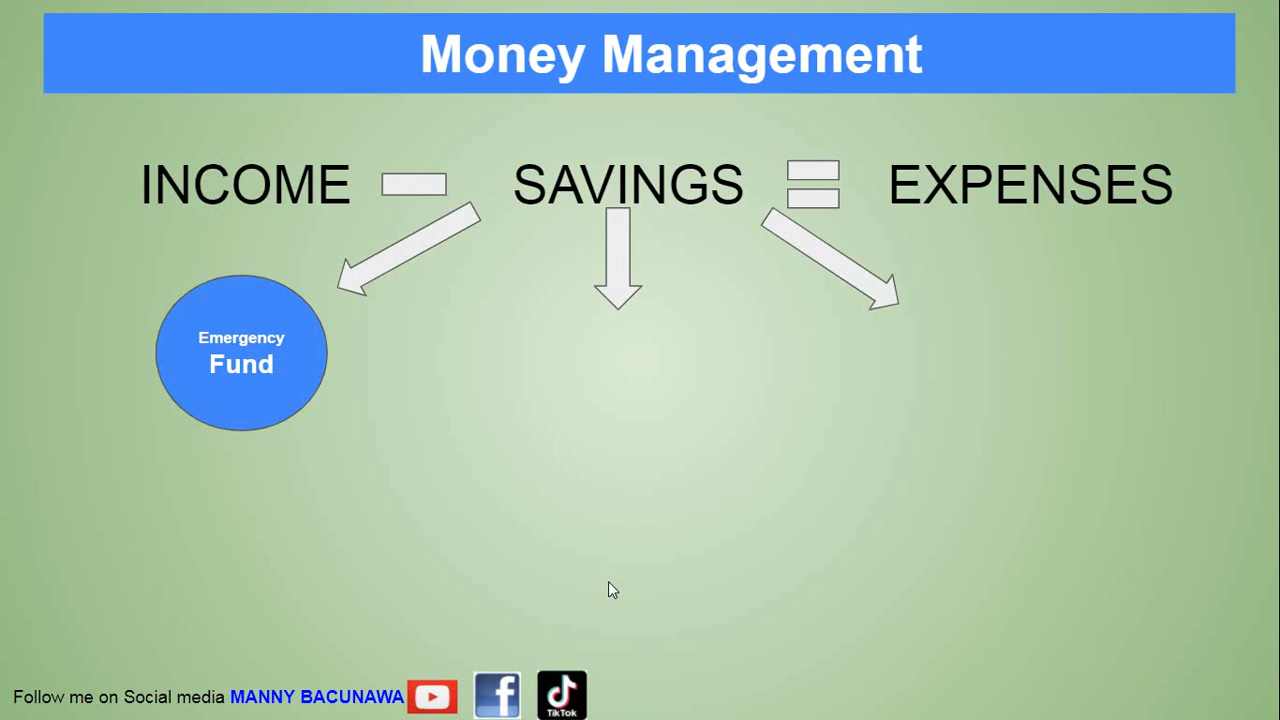 Money Management
INCOME - SAVINGS = EXPENSES
Emergency
Fund
Follow me on Social media MANNY BACUNAWA
TikTok